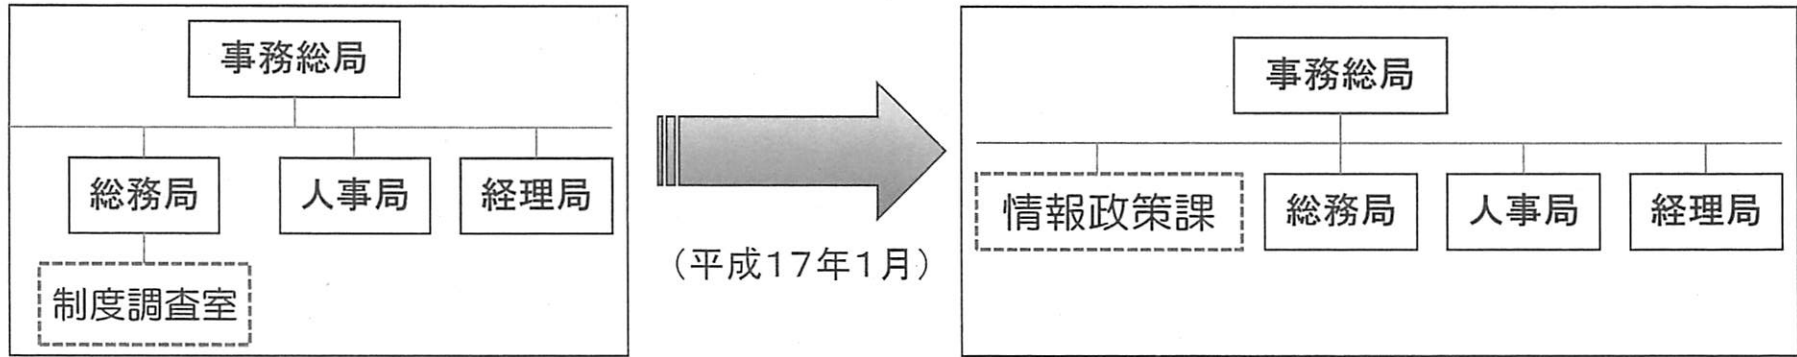 事務総局
総務局
人事局
経理局
制度調査室
（平成１７年１月）
事務総局
情報政策課
総務局
人事局
経理局